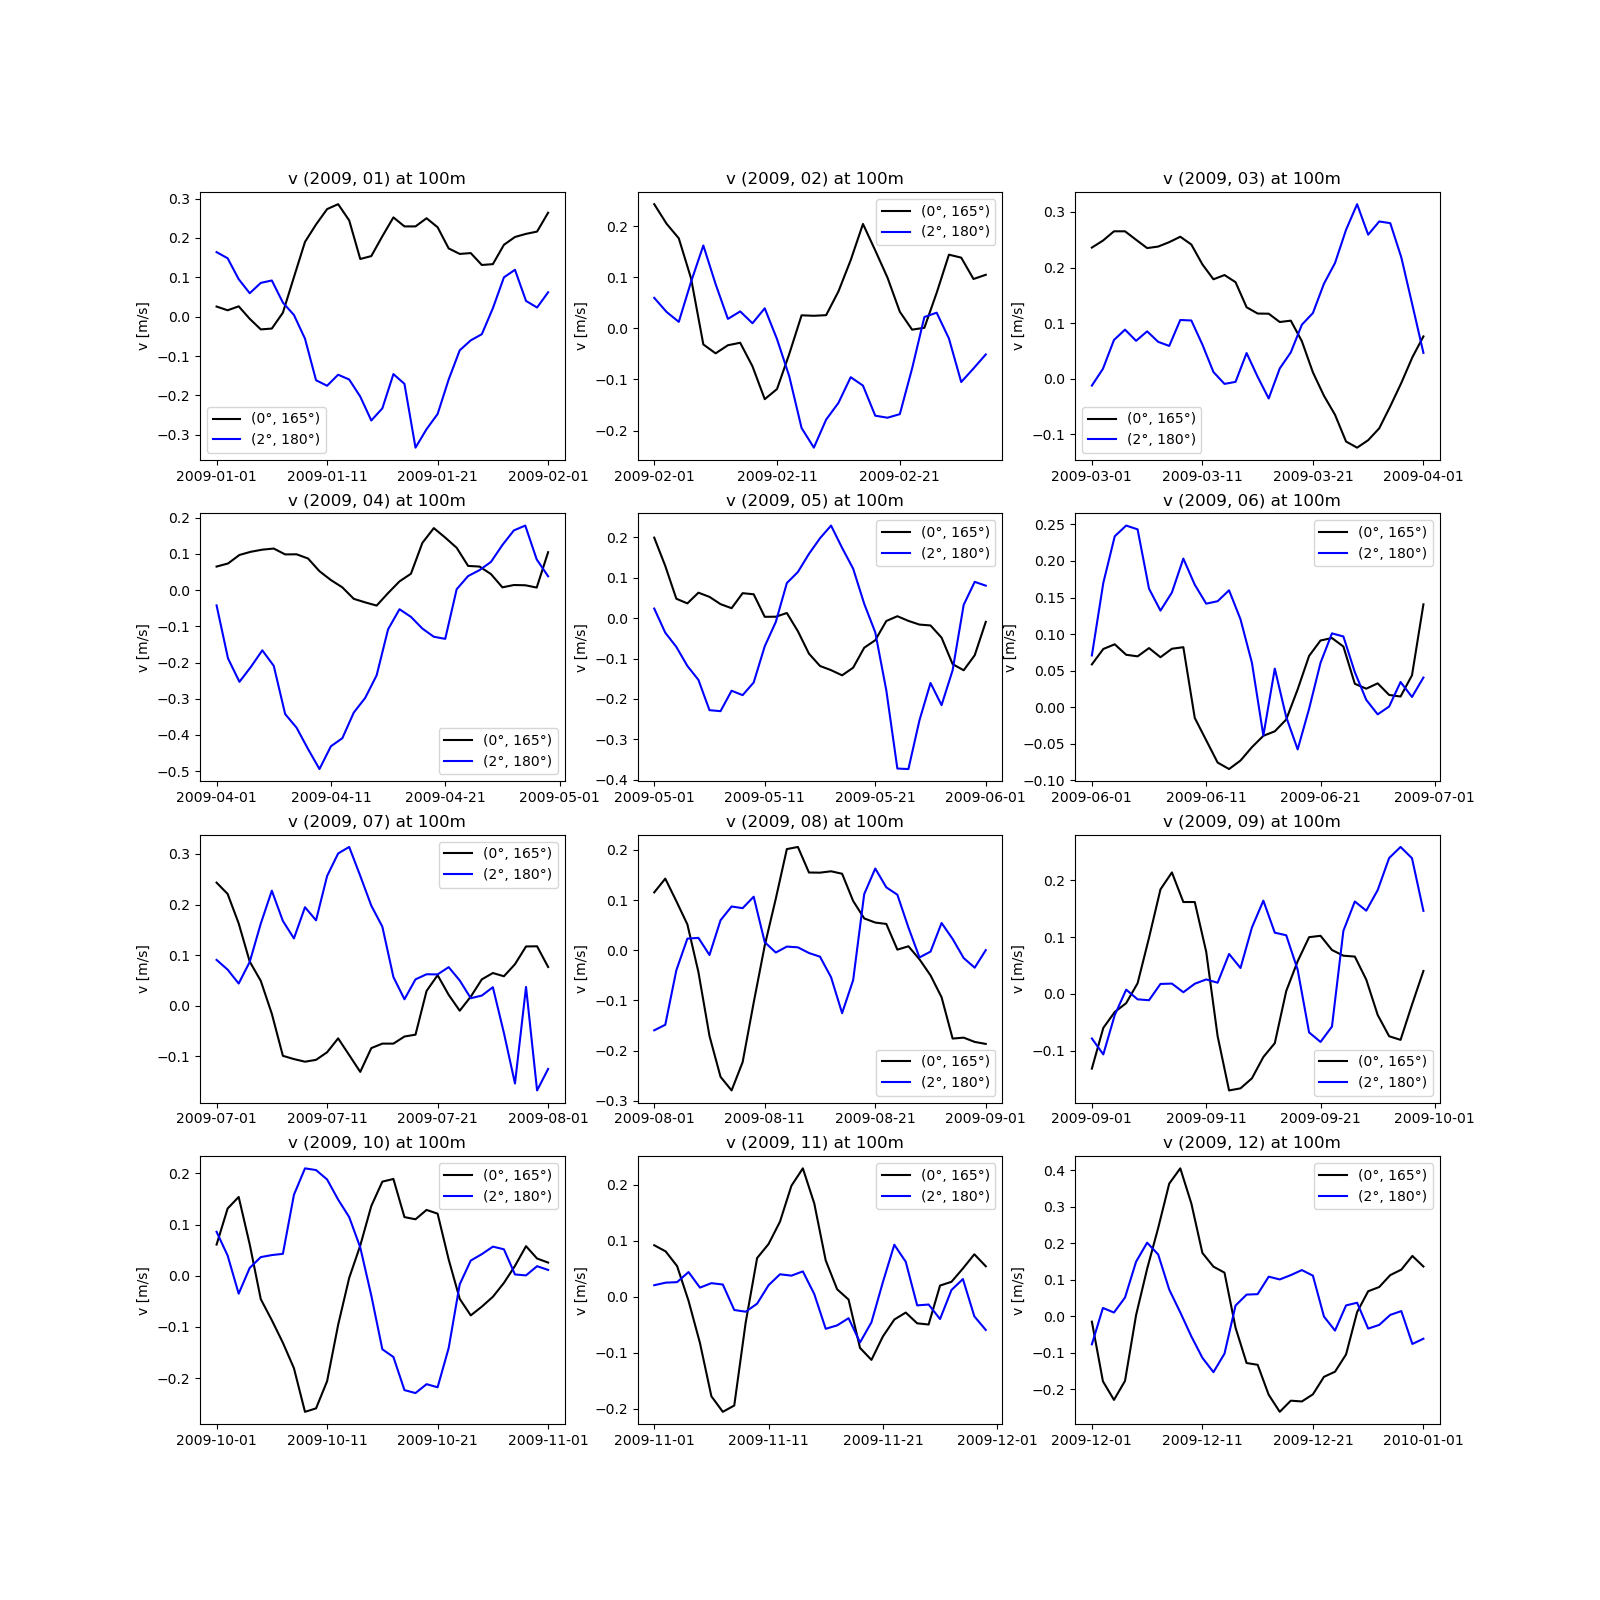 v (2009, 01) at 100m
v [m/s]
0.3
0.2
0.1
0.0
−0.1
−0.2
−0.3
(0°, 165°)
(2°, 180°)
2009-01-01 2009-01-11 2009-01-21 2009-02-01
v (2009, 02) at 100m
v [m/s]
0.2
0.1
0.0
−0.1
−0.2
(0°, 165°)
(2°, 180°)
2009-02-01 2009-02-11 2009-02-21
v (2009, 03) at 100m
v [m/s]
0.3
0.2
0.1
0.0
−0.1
(0°, 165°)
(2°, 180°)
2009-03-01 2009-03-11 2009-03-21 2009-04-01
v (2009, 04) at 100m
v [m/s]
0.2
0.1
0.0
−0.1
−0.2
−0.3
−0.4
−0.5
(0°, 165°)
(2°, 180°)
2009-04-01 2009-04-11 2009-04-21 2009-05-01
v (2009, 05) at 100m
v [m/s]
0.2
0.1
0.0
−0.1
−0.2
−0.3
−0.4
(0°, 165°)
(2°, 180°)
2009-05-01 2009-05-11 2009-05-21 2009-06-01
v (2009, 06) at 100m
v [m/s]
0.25
0.20
0.15
0.10
0.05
0.00
−0.05
−0.10
(0°, 165°)
(2°, 180°)
2009-06-01 2009-06-11 2009-06-21 2009-07-01
v (2009, 07) at 100m
v [m/s]
0.3
0.2
0.1
0.0
−0.1
(0°, 165°)
(2°, 180°)
2009-07-01 2009-07-11 2009-07-21 2009-08-01
v (2009, 08) at 100m
v [m/s]
0.2
0.1
0.0
−0.1
−0.2
−0.3
(0°, 165°)
(2°, 180°)
2009-08-01 2009-08-11 2009-08-21 2009-09-01
v (2009, 09) at 100m
v [m/s]
0.2
0.1
0.0
−0.1
(0°, 165°)
(2°, 180°)
2009-09-01 2009-09-11 2009-09-21 2009-10-01
v (2009, 10) at 100m
v [m/s]
0.2
0.1
0.0
−0.1
−0.2
(0°, 165°)
(2°, 180°)
2009-10-01 2009-10-11 2009-10-21 2009-11-01
v (2009, 11) at 100m
v [m/s]
0.2
0.1
0.0
−0.1
−0.2
(0°, 165°)
(2°, 180°)
2009-11-01 2009-11-11 2009-11-21 2009-12-01
v (2009, 12) at 100m
v [m/s]
0.4
0.3
0.2
0.1
0.0
−0.1
−0.2
(0°, 165°)
(2°, 180°)
2009-12-01 2009-12-11 2009-12-21 2010-01-01